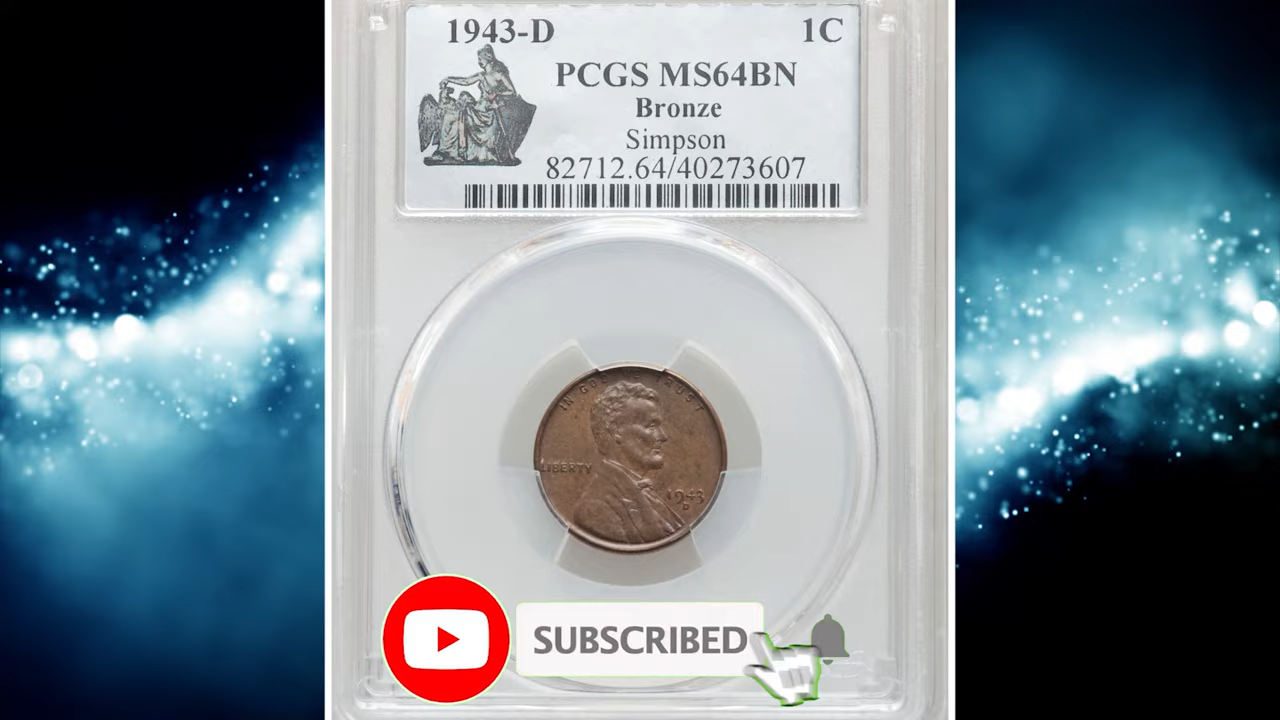 1943-D 1C
PCGS MS64BN
Bronze
Simpson
82712.64/40273607
IN GOD WE TRUST
LIBERTY
1943
D
SUBSCRIBED